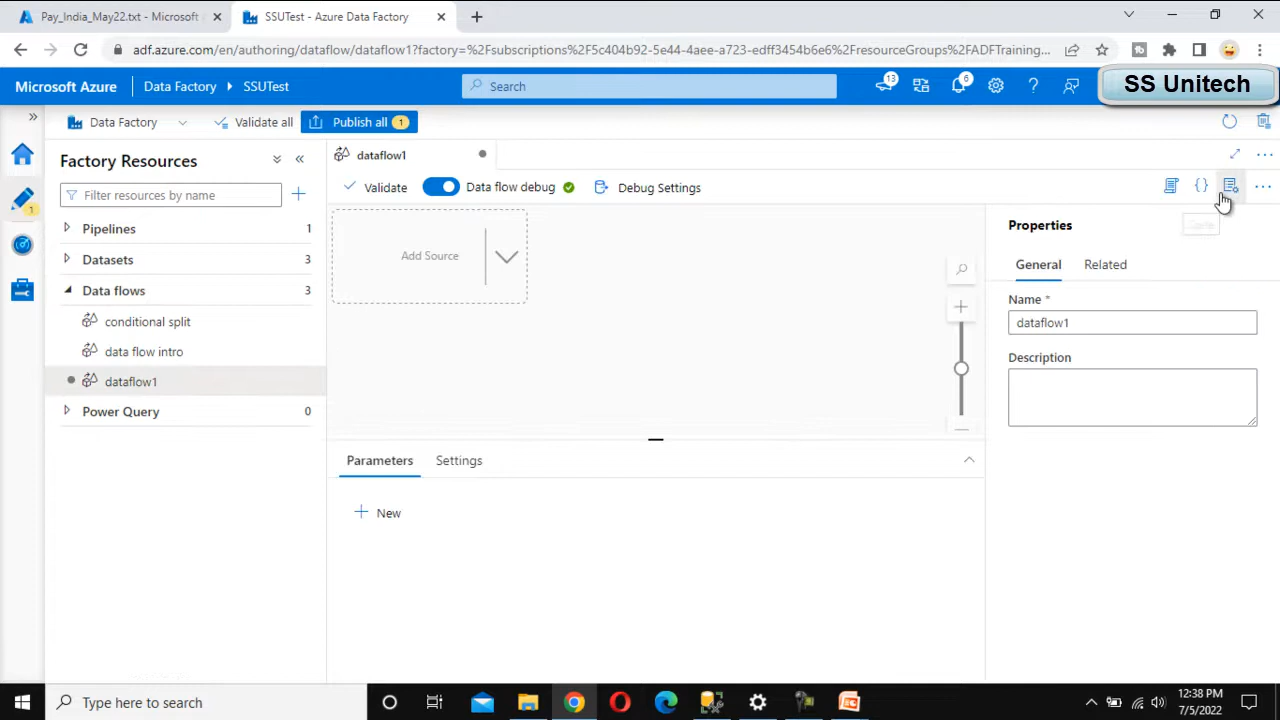 Pay_India_May22.txt - Microsoft
SSUTest - Azure Data Factory
adf.azure.com/en/authoring/dataflow/dataflow1?factory=%2Fsubscriptions%2F5c404b92-5e44-4aee-a723-edff3454b6e6%2FresourceGroups%2FADFTraining...
Microsoft Azure
Data Factory
SSUTest
Search
13
6
SS Unitech
Data Factory
Validate all
Publish all
1
Factory Resources
Filter resources by name
Pipelines
1
Datasets
3
Data flows
3
conditional split
data flow intro
dataflow1
Power Query
0
1
dataflow1
Validate
Data flow debug
Debug Settings
Add Source
Parameters
Settings
New
Properties
General
Related
Name *
dataflow1
Description
Type here to search
12:38 PM
7/5/2022